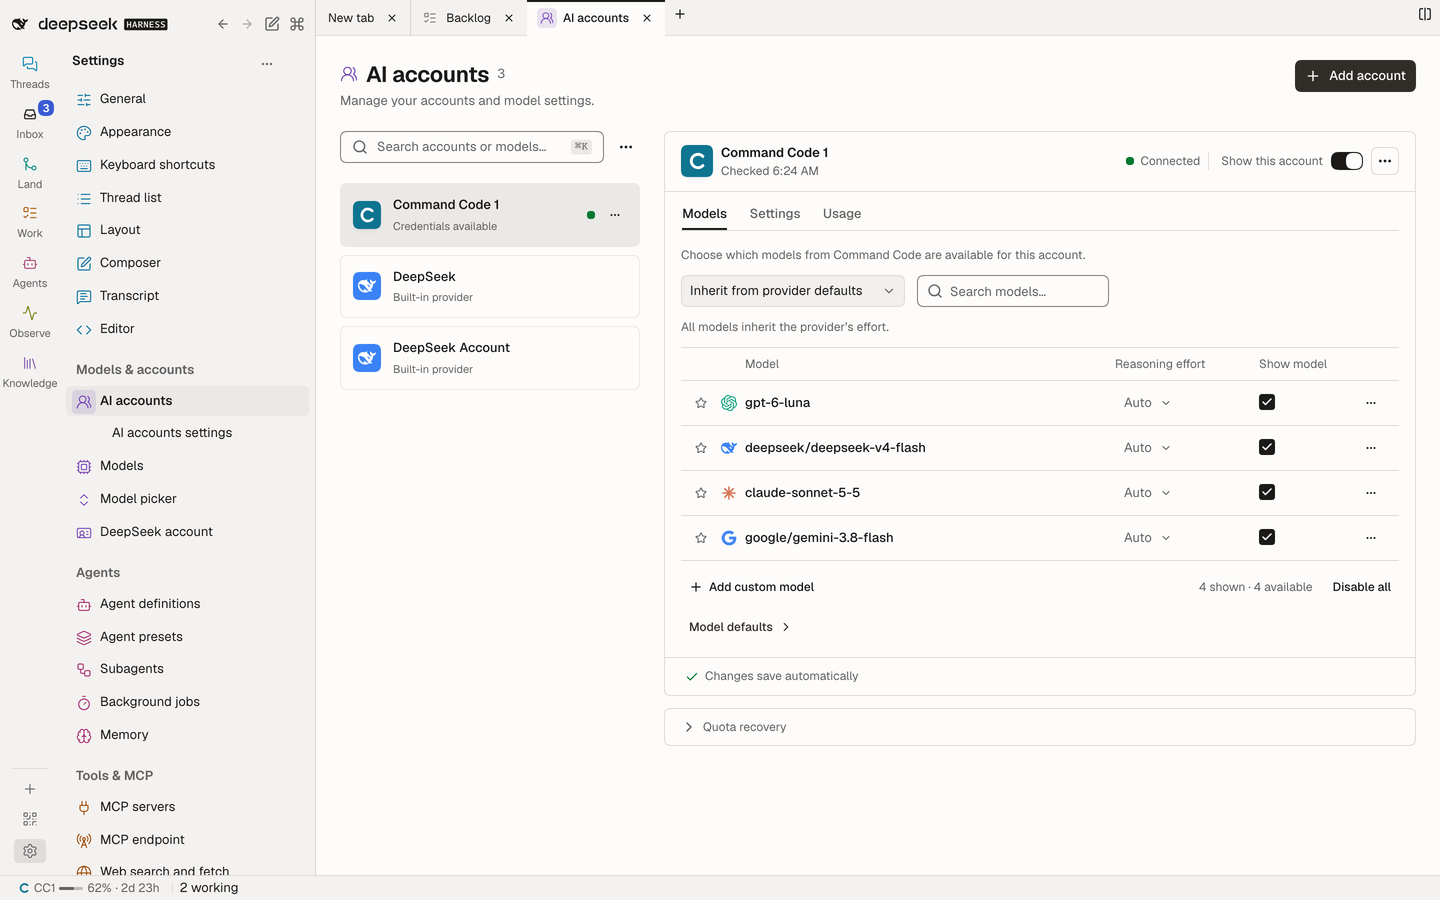 deepseek HARNESS
New tab
Backlog
AI accounts
Threads
3
Inbox
Land
Work
Agents
Observe
Knowledge
Settings
General
Appearance
Keyboard shortcuts
Thread list
Layout
Composer
Transcript
Editor
Models & accounts
AI accounts
AI accounts settings
Models
Model picker
DeepSeek account
Agents
Agent definitions
Agent presets
Subagents
Background jobs
Memory
Tools & MCP
MCP servers
MCP endpoint
Web search and fetch
AI accounts 3
Manage your accounts and model settings.
Add account
Search accounts or models... ⌘K
Command Code 1
Credentials available
DeepSeek
Built-in provider
DeepSeek Account
Built-in provider
C
Command Code 1
Checked 6:24 AM
Connected
Show this account
Models Settings Usage
Choose which models from Command Code are available for this account.
Inherit from provider defaults
Search models...
All models inherit the provider's effort.
Model Reasoning effort Show model
gpt-6-luna Auto
deepseek/deepseek-v4-flash Auto
claude-sonnet-5-5 Auto
google/gemini-3.8-flash Auto
Add custom model
4 shown · 4 available
Disable all
Model defaults
Changes save automatically
Quota recovery
C CC1 62% · 2d 23h 2 working